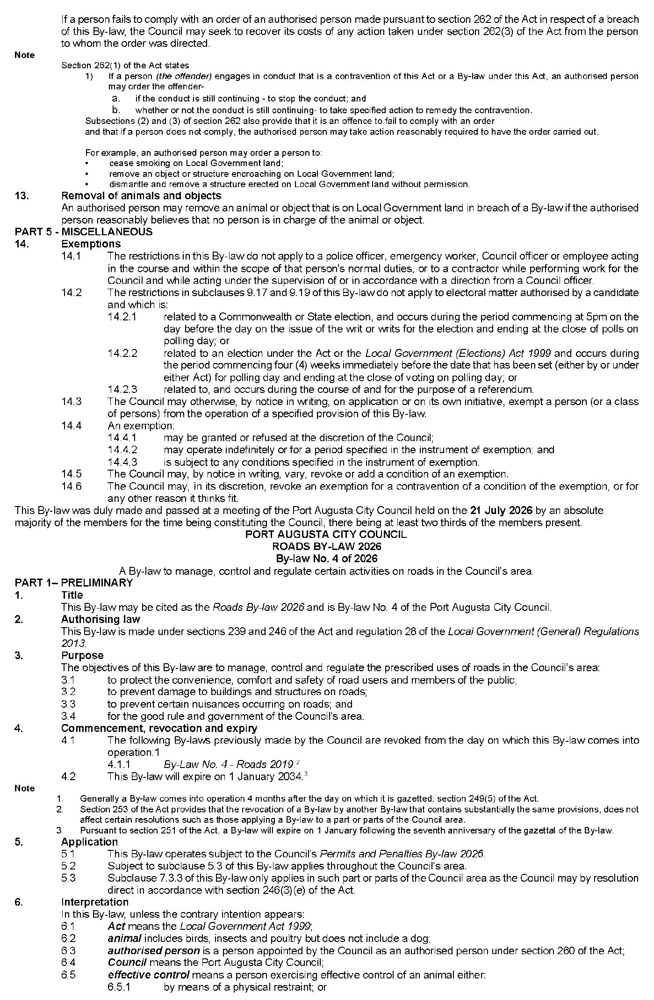 If a person fails to comply with an order of an authorised person made pursuant to section 262 of the Act in respect of a breach
of this By-law, the Council may seek to recover its costs of any action taken under section 262(3) of the Act from the person
to whom the order was directed.
Note
Section 262(1) of the Act states
1) If a person (the offender) engages in conduct that is a contravention of this Act or a By-law under this Act, an authorised person
may order the offender-
a. if the conduct is still continuing - to stop the conduct; and
b. whether or not the conduct is still continuing- to take specified action to remedy the contravention.
Subsections (2) and (3) of section 262 also provide that it is an offence to fail to comply with an order
and that if a person does not comply, the authorised person may take action reasonably required to have the order carried out.
For example, an authorised person may order a person to:
• cease smoking on Local Government land;
• remove an object or structure encroaching on Local Government land;
• dismantle and remove a structure erected on Local Government land without permission.
13. Removal of animals and objects
An authorised person may remove an animal or object that is on Local Government land in breach of a By-law if the authorised
person reasonably believes that no person is in charge of the animal or object.
PART 5 - MISCELLANEOUS
14. Exemptions
14.1 The restrictions in this By-law do not apply to a police officer, emergency worker, Council officer or employee acting
in the course and within the scope of that person's normal duties, or to a contractor while performing work for the
Council and while acting under the supervision of or in accordance with a direction from a Council officer.
14.2 The restrictions in subclauses 9.17 and 9.19 of this By-law do not apply to electoral matter authorised by a candidate
and which is:
14.2.1 related to a Commonwealth or State election, and occurs during the period commencing at 5pm on the
day before the day on the issue of the writ or writs for the election and ending at the close of polls on
polling day; or
14.2.2 related to an election under the Act or the Local Government (Elections) Act 1999 and occurs during
the period commencing four (4) weeks immediately before the date that has been set (either by or under
either Act) for polling day and ending at the close of voting on polling day; or
14.2.3 related to, and occurs during the course of and for the purpose of a referendum.
14.3 The Council may otherwise, by notice in writing, on application or on its own initiative, exempt a person (or a class
of persons) from the operation of a specified provision of this By-law.
14.4 An exemption:
14.4.1 may be granted or refused at the discretion of the Council;
14.4.2 may operate indefinitely or for a period specified in the instrument of exemption; and
14.4.3 is subject to any conditions specified in the instrument of exemption.
14.5 The Council may, by notice in writing, vary, revoke or add a condition of an exemption.
14.6 The Council may, in its discretion, revoke an exemption for a contravention of a condition of the exemption, or for
any other reason it thinks fit.
This By-law was duly made and passed at a meeting of the Port Augusta City Council held on the 21 July 2026 by an absolute
majority of the members for the time being constituting the Council, there being at least two thirds of the members present.
PORT AUGUSTA CITY COUNCIL
ROADS BY-LAW 2026
By-law No. 4 of 2026
A By-law to manage, control and regulate certain activities on roads in the Council's area.
PART 1– PRELIMINARY
1. Title
This By-law may be cited as the Roads By-law 2026 and is By-law No. 4 of the Port Augusta City Council.
2. Authorising law
This By-law is made under sections 239 and 246 of the Act and regulation 28 of the Local Government (General) Regulations
2013.
3. Purpose
The objectives of this By-law are to manage, control and regulate the prescribed uses of roads in the Council's area:
3.1 to protect the convenience, comfort and safety of road users and members of the public;
3.2 to prevent damage to buildings and structures on roads;
3.3 to prevent certain nuisances occurring on roads; and
3.4 for the good rule and government of the Council's area.
4. Commencement, revocation and expiry
4.1 The following By-laws previously made by the Council are revoked from the day on which this By-law comes into
operation.1
4.1.1 By-Law No. 4 - Roads 2019.2
4.2 This By-law will expire on 1 January 2034.3
Note
1. Generally a By-law comes into operation 4 months after the day on which it is gazetted: section 249(5) of the Act.
2. Section 253 of the Act provides that the revocation of a By-law by another By-law that contains substantially the same provisions, does not
affect certain resolutions such as those applying a By-law to a part or parts of the Council area.
3. Pursuant to section 251 of the Act, a By-law will expire on 1 January following the seventh anniversary of the gazettal of the By-law.
5. Application
5.1 This By-law operates subject to the Council's Permits and Penalties By-law 2026.
5.2 Subject to subclause 5.3 of this By-law applies throughout the Council's area.
5.3 Subclause 7.3.3 of this By-law only applies in such part or parts of the Council area as the Council may by resolution
direct in accordance with section 246(3)(e) of the Act.
6. Interpretation
In this By-law, unless the contrary intention appears:
6.1 Act means the Local Government Act 1999;
6.2 animal includes birds, insects and poultry but does not include a dog;
6.3 authorised person is a person appointed by the Council as an authorised person under section 260 of the Act;
6.4 Council means the Port Augusta City Council;
6.5 effective control means a person exercising effective control of an animal either:
6.5.1 by means of a physical restraint; or